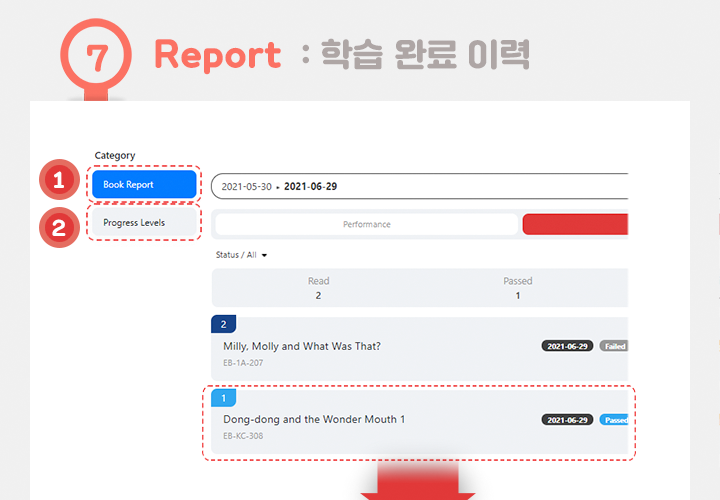 7 Report : 학습 완료 이력
Category
1 Book Report
2021-05-30 • 2021-06-29
2 Progress Levels
Performance
Status / All
Read Passed
2 1
2
Milly, Molly and What Was That? 2021-06-29 Failed
EB-1A-207
1
Dong-dong and the Wonder Mouth 1 2021-06-29 Passed
EB-KC-308